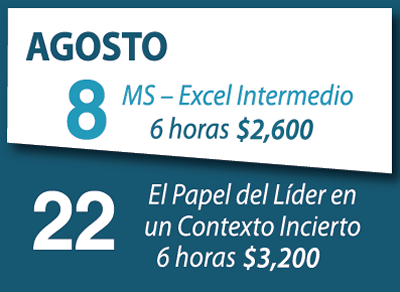 AGOSTO
8 MS – Excel Intermedio
6 horas $2,600
22 El Papel del Líder en
un Contexto Incierto
6 horas $3,200